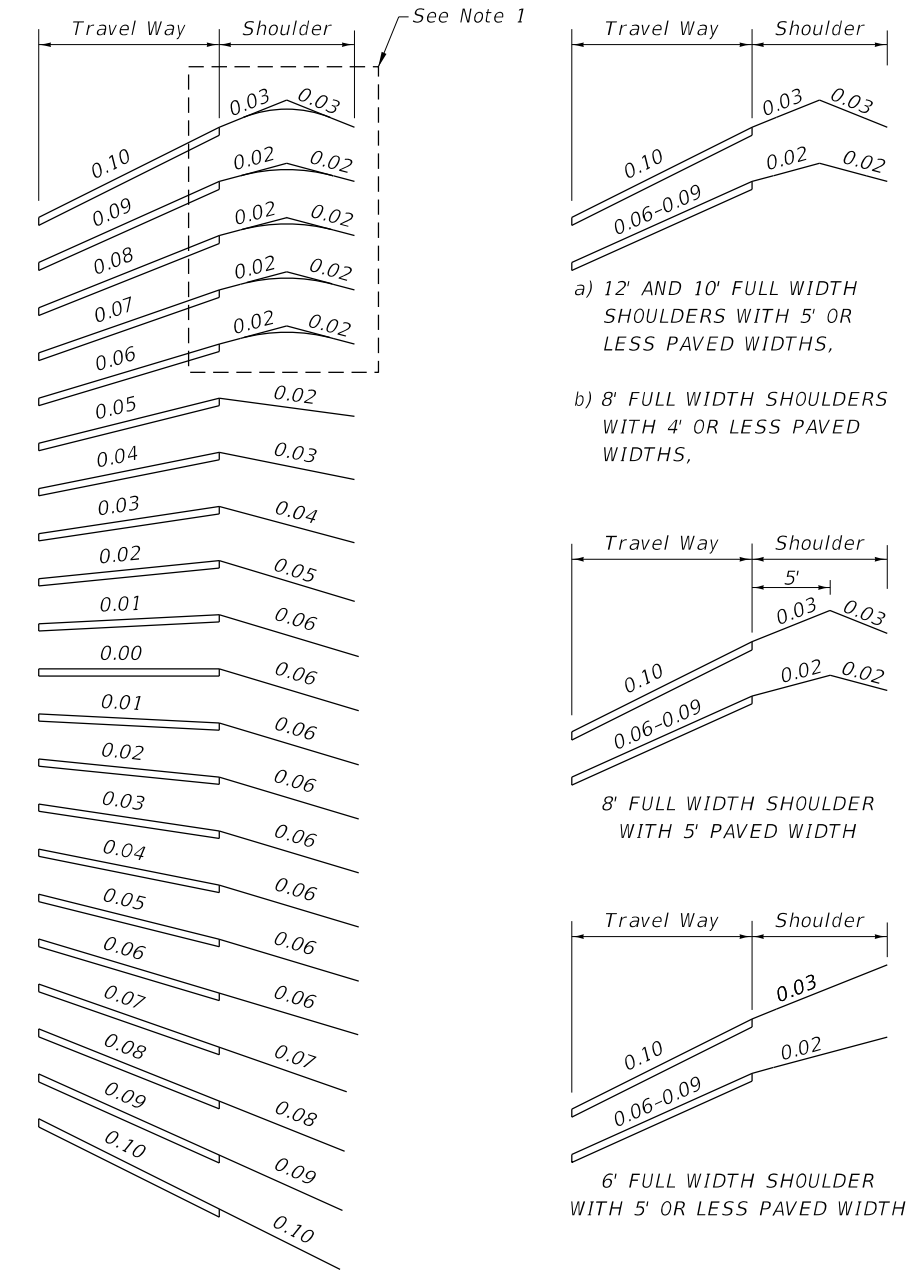 Travel Way Shoulder
See Note 1
0.10 0.03 0.03
0.09 0.02 0.02
0.08 0.02 0.02
0.07 0.02 0.02
0.06 0.02 0.02
0.05 0.02
0.04 0.03
0.03 0.04
0.02 0.05
0.01 0.06
0.00 0.06
0.01 0.06
0.02 0.06
0.03 0.06
0.04 0.06
0.05 0.06
0.06 0.06
0.07 0.07
0.08 0.08
0.09 0.09
0.10 0.10
Travel Way Shoulder
0.10 0.03 0.03
0.06–0.09 0.02 0.02
a) 12' AND 10' FULL WIDTH
SHOULDERS WITH 5' OR
LESS PAVED WIDTHS,
b) 8' FULL WIDTH SHOULDERS
WITH 4' OR LESS PAVED
WIDTHS,
Travel Way Shoulder
5'
0.10 0.03 0.03
0.06–0.09 0.02 0.02
8' FULL WIDTH SHOULDER
WITH 5' PAVED WIDTH
Travel Way Shoulder
0.10 0.03
0.06–0.09 0.02
6' FULL WIDTH SHOULDER
WITH 5' OR LESS PAVED WIDTH